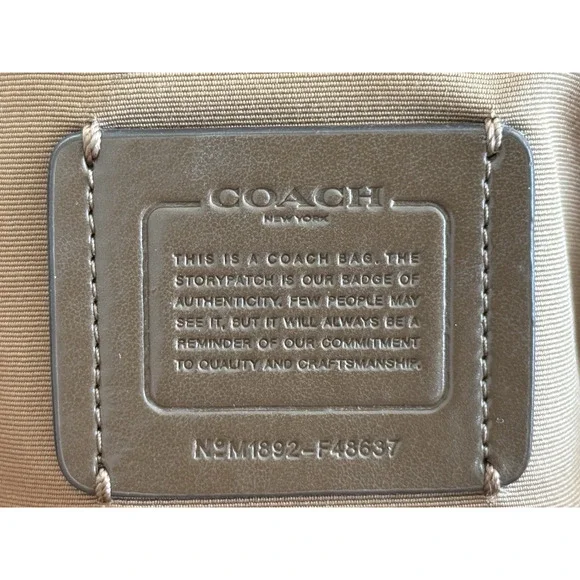 COACH
NEW YORK
THIS IS A COACH BAG. THE
STORYPATCH IS OUR BADGE OF
AUTHENTICITY. FEW PEOPLE MAY
SEE IT, BUT IT WILL ALWAYS BE A
REMINDER OF OUR COMMITMENT
TO QUALITY AND CRAFTSMANSHIP.
Nº M1892-F48637